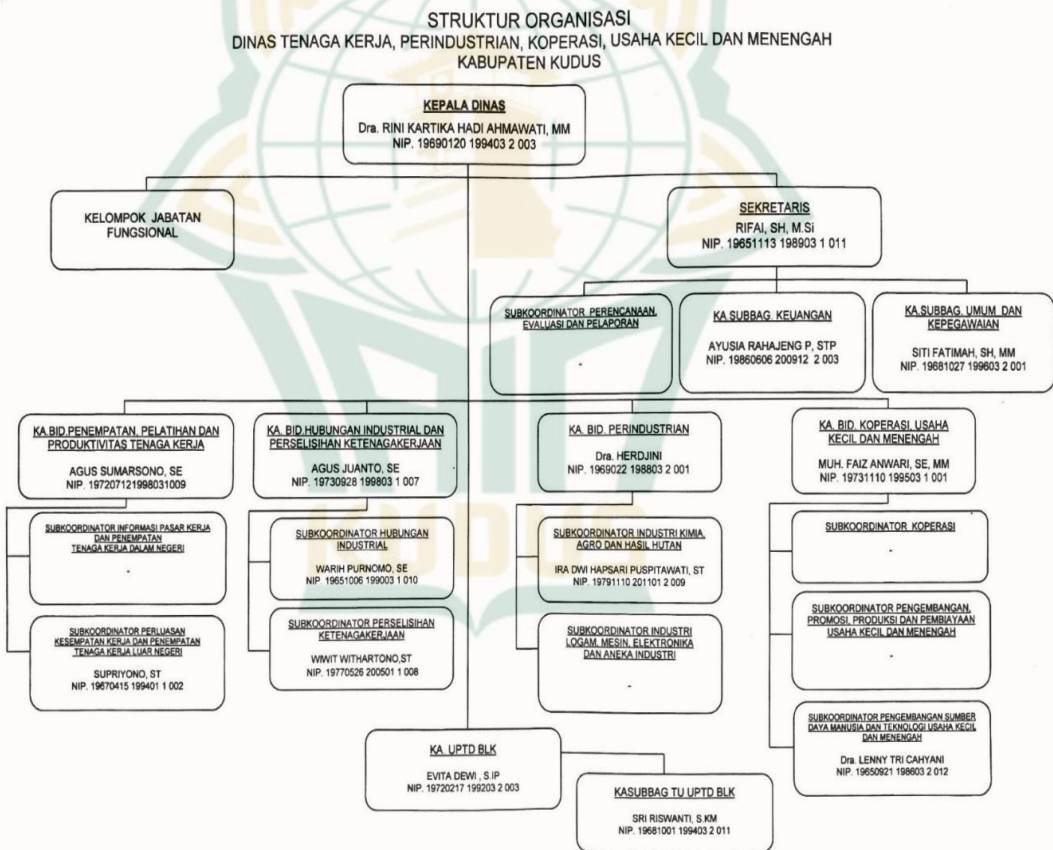 STRUKTUR ORGANISASI
DINAS TENAGA KERJA, PERINDUSTRIAN, KOPERASI, USAHA KECIL DAN MENENGAH
KABUPATEN KUDUS
KEPALA DINAS
Dra. RINI KARTIKA HADI AHMAWATI, MM
NIP. 19690120 199403 2 003
KELOMPOK JABATAN
FUNGSIONAL
SEKRETARIS
RIFAI, SH, M.Si
NIP. 19651113 198903 1 011
SUBKOORDINATOR PERENCANAAN,
EVALUASI DAN PELAPORAN
-
KA SUBBAG. KEUANGAN
AYUSIA RAHAJENG P, STP
NIP. 19860606 200912 2 003
KA.SUBBAG. UMUM DAN
KEPEGAWAIAN
SITI FATIMAH, SH, MM
NIP. 19681027 199603 2 001
KA.BID.PENEMPATAN, PELATIHAN DAN
PRODUKTIVITAS TENAGA KERJA
AGUS SUMARSONO, SE
NIP. 197207121998031009
KA. BID.HUBUNGAN INDUSTRIAL DAN
PERSELISIHAN KETENAGAKERJAAN
AGUS JUANTO, SE
NIP. 19730928 199803 1 007
KA. BID. PERINDUSTRIAN
Dra. HERDJINI
NIP. 1969022 198803 2 001
KA. BID. KOPERASI, USAHA
KECIL DAN MENENGAH
MUH. FAIZ ANWARI, SE, MM
NIP. 19731110 199503 1 001
SUBKOORDINATOR INFORMASI PASAR KERJA
DAN PENEMPATAN
TENAGA KERJA DALAM NEGERI
-
SUBKOORDINATOR HUBUNGAN
INDUSTRIAL
WARIH PURNOMO, SE
NIP 19651006 199003 1 010
SUBKOORDINATOR INDUSTRI KIMIA,
AGRO DAN HASIL HUTAN
IRA DWI HAPSARI PUSPITAWATI, ST
NIP. 19791110 201101 2 009
SUBKOORDINATOR KOPERASI
-
SUBKOORDINATOR PERLUASAN
KESEMPATAN KERJA DAN PENEMPATAN
TENAGA KERJA LUAR NEGERI
SUPRIYONO, ST
NIP. 19670415 199401 1 002
SUBKOORDINATOR PERSELISIHAN
KETENAGAKERJAAN
WIWIT WITHARTONO,ST
NIP. 19770526 200501 1 008
SUBKOORDINATOR INDUSTRI
LOGAM, MESIN, ELEKTRONIKA
DAN ANEKA INDUSTRI
-
SUBKOORDINATOR PENGEMBANGAN,
PROMOSI, PRODUKSI DAN PEMBIAYAAN
USAHA KECIL DAN MENENGAH
-
SUBKOORDINATOR PENGEMBANGAN SUMBER
DAYA MANUSIA DAN TEKNOLOGI USAHA KECIL
DAN MENENGAH
Dra. LENNY TRI CAHYANI
NIP. 19650921 198603 2 012
KA. UPTD BLK
EVITA DEWI , S.IP
NIP. 19720217 199203 2 003
KASUBBAG TU UPTD BLK
SRI RISWANTI, S.KM
NIP. 19681001 199403 2 011
KUDUS